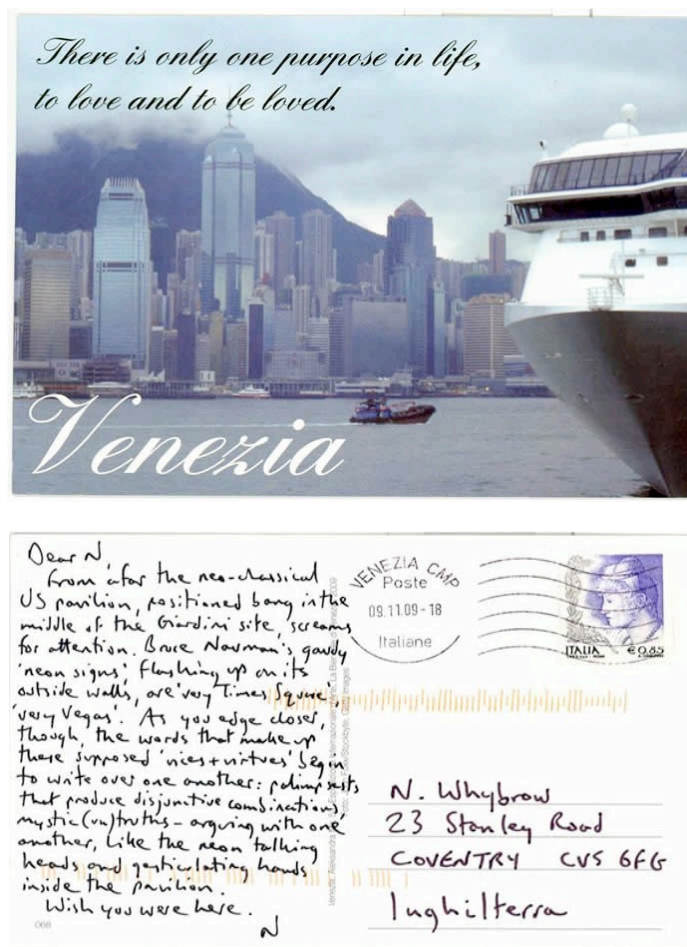 There is only one purpose in life,
to love and to be loved.
Venezia
Dear N,
From afar the neo-classical
US pavilion, positioned bang in the
middle of the Giardini site, screams
for attention. Bruce Nauman's gaudy
'neon signs' flashing up on its
outside walls, are 'very Times Square',
'very Vegas'. As you edge closer,
though, the words that make up
these supposed 'vices + virtues' begin
to write over one another: palimpsests
that produce disjunctive combinations,
mystic (un)truths - arguing with one
another, like the neon talking
heads and gesticulating hands
inside the pavilion.
Wish you were here.
N
068
VENEZIA CMP
Poste
09.11.09-18
Italiane
ITALIA
€0,85
N. Whybrow
23 Stanley Road
COVENTRY CV5 6FG
Inghilterra